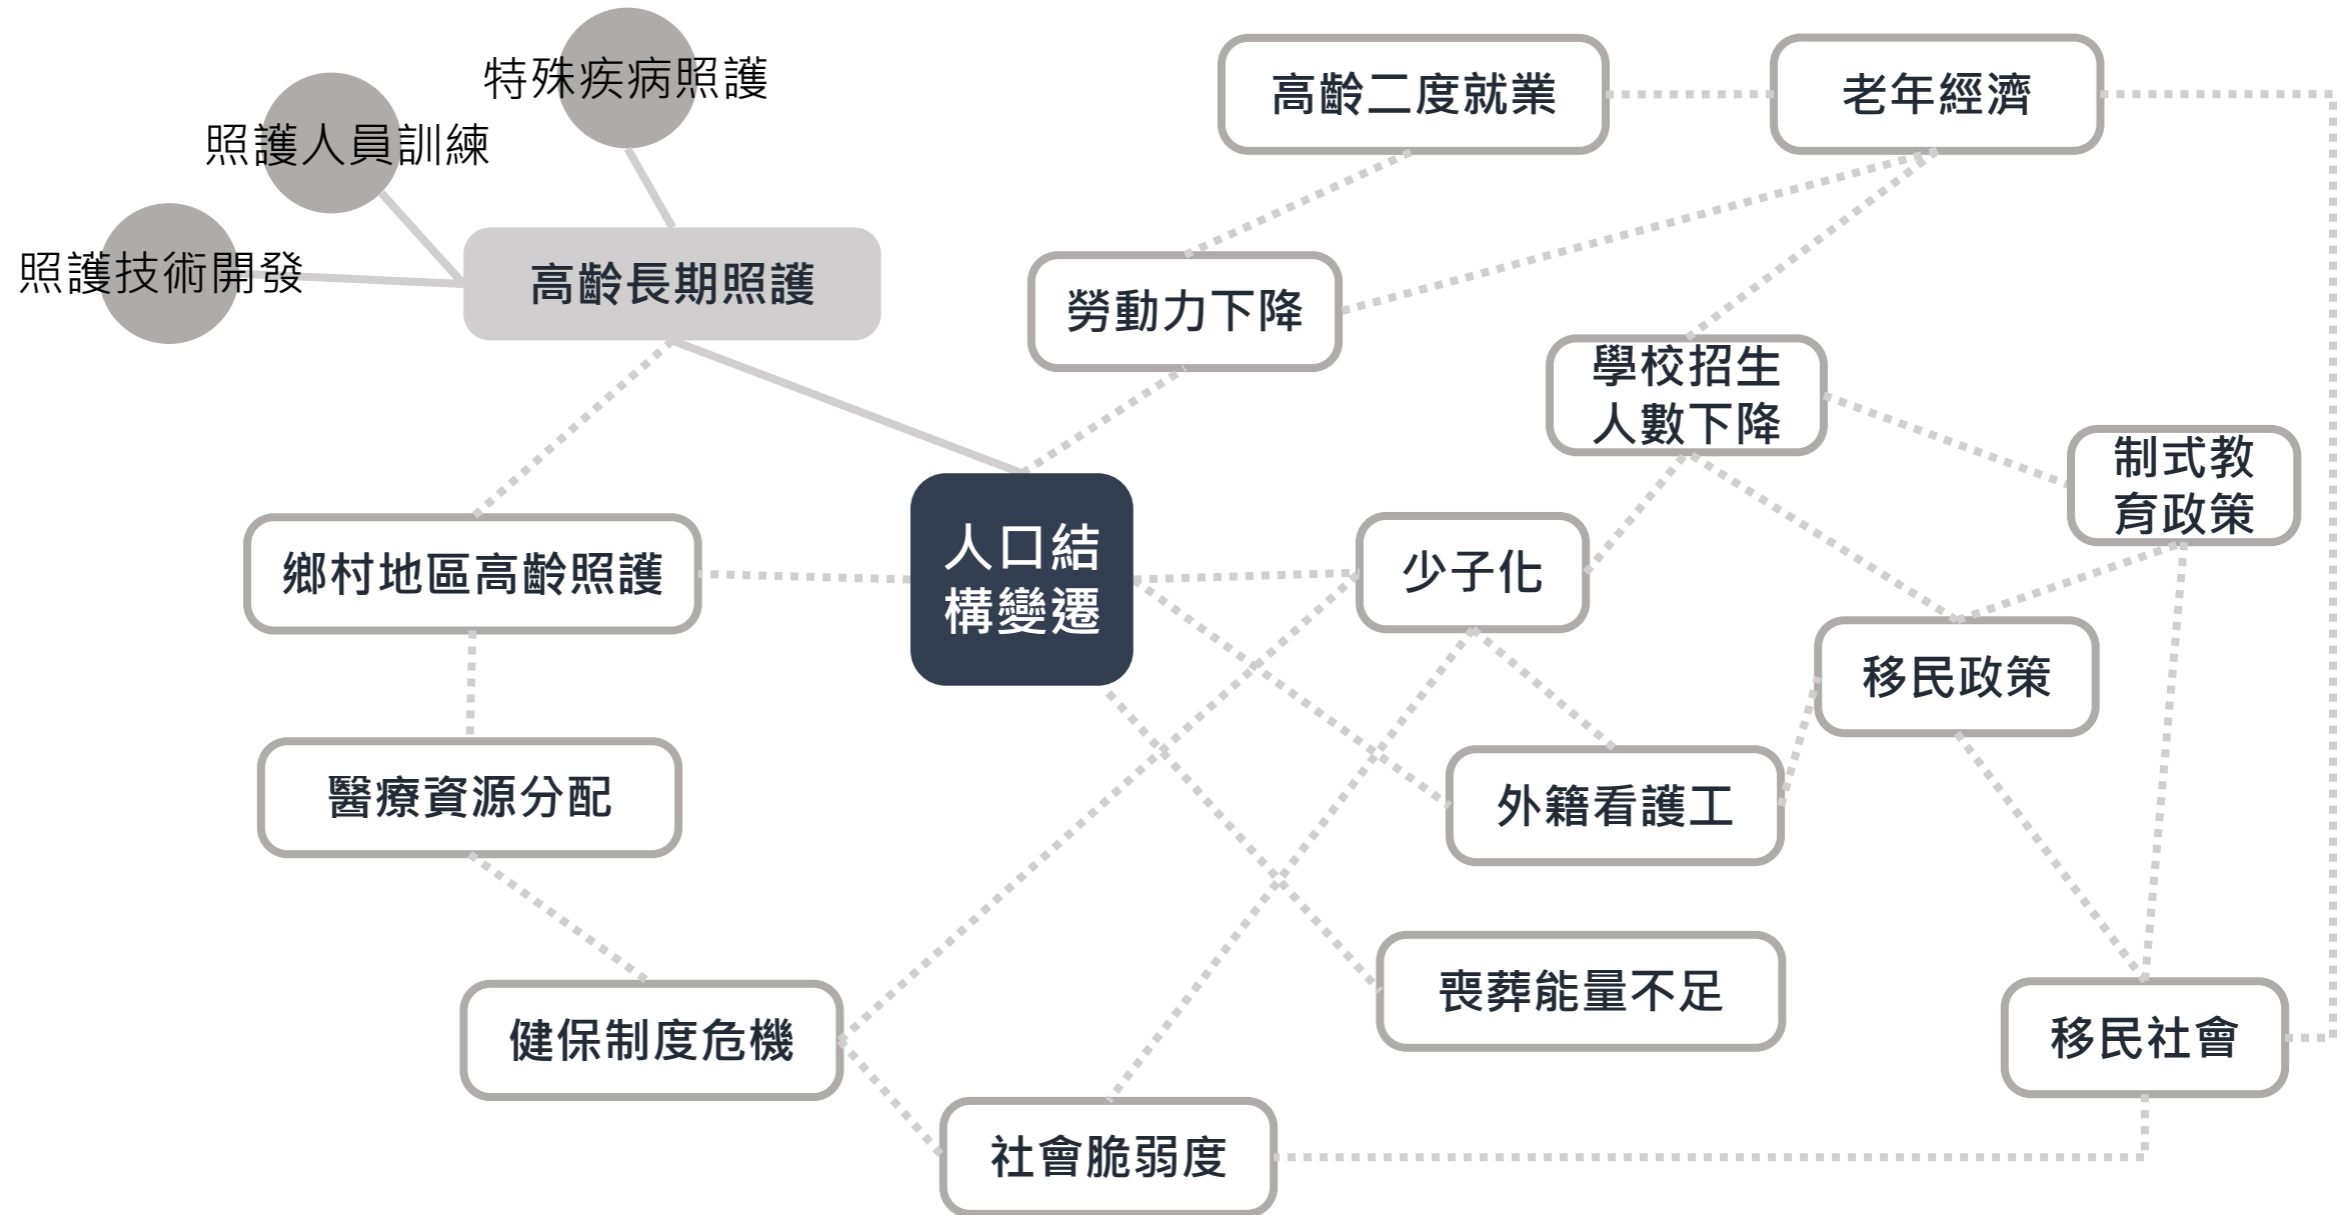 特殊疾病照護
照護人員訓練
照護技術開發
高齡長期照護
高齡二度就業
老年經濟
勞動力下降
學校招生
人數下降
制式教
育政策
人口結
構變遷
鄉村地區高齡照護
少子化
移民政策
醫療資源分配
外籍看護工
喪葬能量不足
健保制度危機
移民社會
社會脆弱度